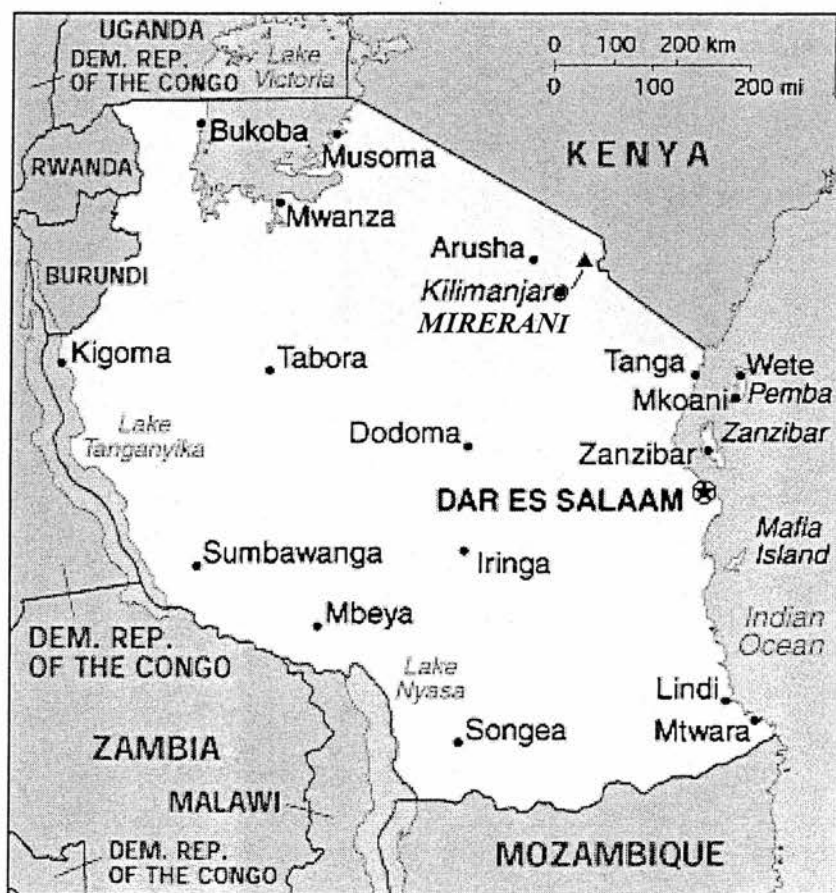 UGANDA
DEM. REP.
OF THE CONGO
Lake
Victoria
0 100 200 km
0 100 200 mi
Bukoba
Musoma
KENYA
RWANDA
Mwanza
BURUNDI
Arusha
Kilimanjaro
MIRERANI
Kigoma
Tabora
Tanga
Wete
Mkoani
Pemba
Lake
Tanganyika
Dodoma
Zanzibar
Zanzibar
DAR ES SALAAM
Mafia
Island
Sumbawanga
Iringa
Mbeya
Indian
Ocean
DEM. REP.
OF THE CONGO
Lake
Nyasa
Lindi
Mtwara
Songea
ZAMBIA
MALAWI
MOZAMBIQUE
DEM. REP.
OF THE CONGO